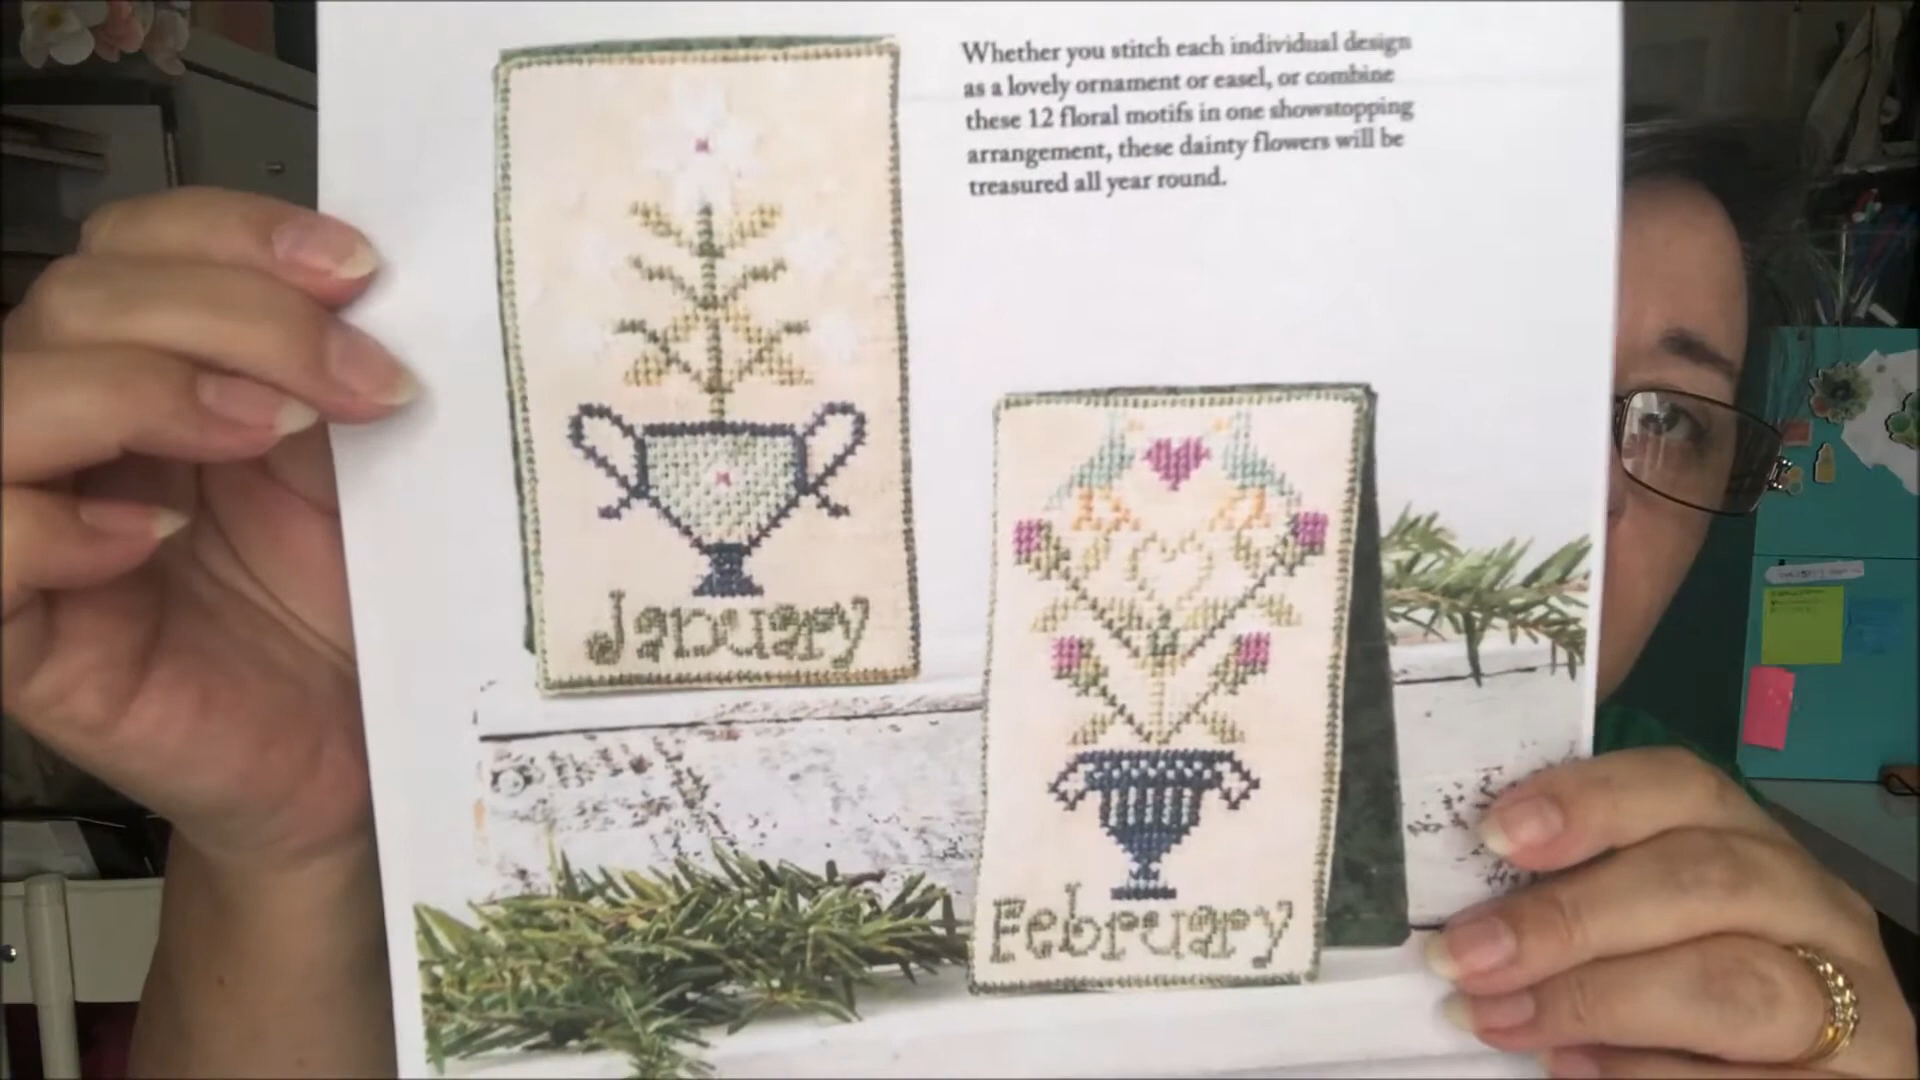 Whether you stitch each individual design
as a lovely ornament or easel, or combine
these 12 floral motifs in one showstopping
arrangement, these dainty flowers will be
treasured all year round.
January
February